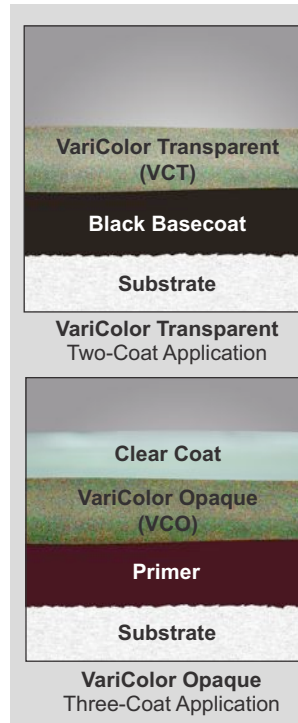 VariColor Transparent
(VCT)
Black Basecoat
Substrate
VariColor Transparent
Two-Coat Application
Clear Coat
VariColor Opaque
(VCO)
Primer
Substrate
VariColor Opaque
Three-Coat Application